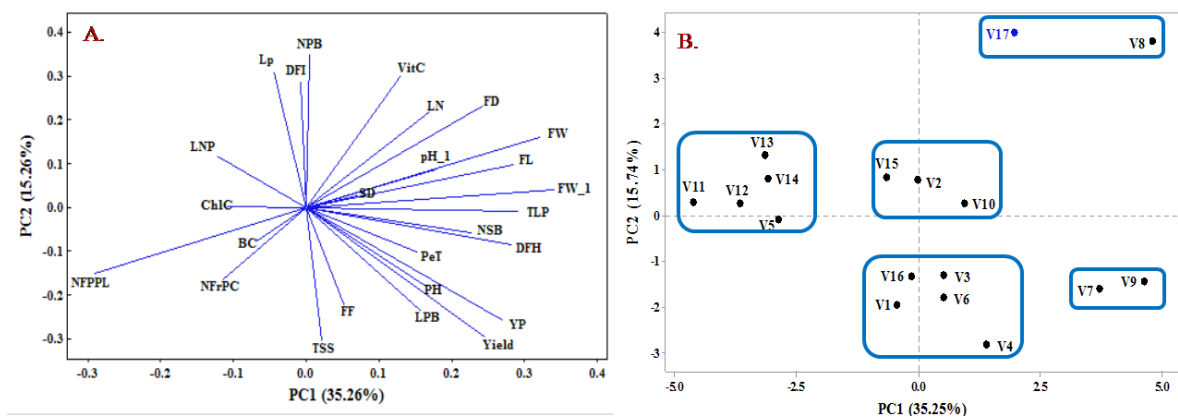 A.
0.4
0.3
0.2
0.1
0.0
-0.1
-0.2
-0.3
PC2 (15.26%)
NPB
Lp
DFI
VitC
LN
FD
FW
pH_1
FL
LNP
SD
FW_1
ChlC
TLP
BC
NSB
DFH
PeT
NFPPL
NFrPC
PH
FF
LPB
YP
TSS
Yield
-0.3
-0.2
-0.1
0.0
0.1
0.2
0.3
0.4
PC1 (35.26%)
B.
4
3
2
1
0
-1
-2
-3
PC2 (15.74%)
V17
V8
V13
V14
V11
V12
V5
V15
V2
V10
V16
V3
V1
V6
V4
V7
V9
-5.0
-2.5
0.0
2.5
5.0
PC1 (35.25%)